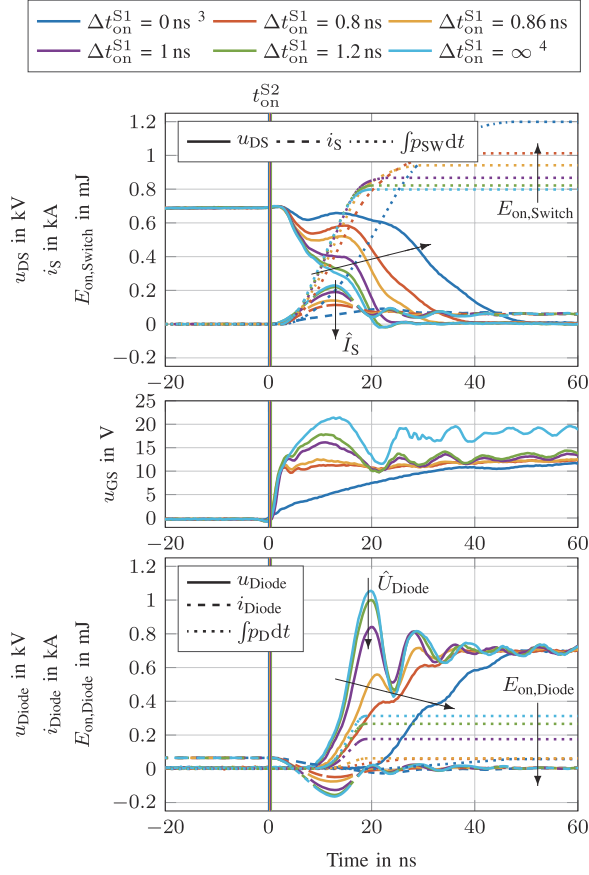 Δt_on^S1 = 0 ns ³ Δt_on^S1 = 0.8 ns Δt_on^S1 = 0.86 ns
Δt_on^S1 = 1 ns Δt_on^S1 = 1.2 ns Δt_on^S1 = ∞ ⁴
t_on^S2
u_DS in kV
i_S in kA
E_on,Switch in mJ
1.2
1
0.8
0.6
0.4
0.2
0
−0.2
u_DS i_S ∫p_SW dt
E_on,Switch
Î_S
−20 0 20 40 60
u_GS in V
25
20
15
10
5
0
−20 0 20 40 60
u_Diode in kV
i_Diode in kA
E_on,Diode in mJ
1.2
1
0.8
0.6
0.4
0.2
0
−0.2
u_Diode
i_Diode
∫p_D dt
Û_Diode
E_on,Diode
−20 0 20 40 60
Time in ns